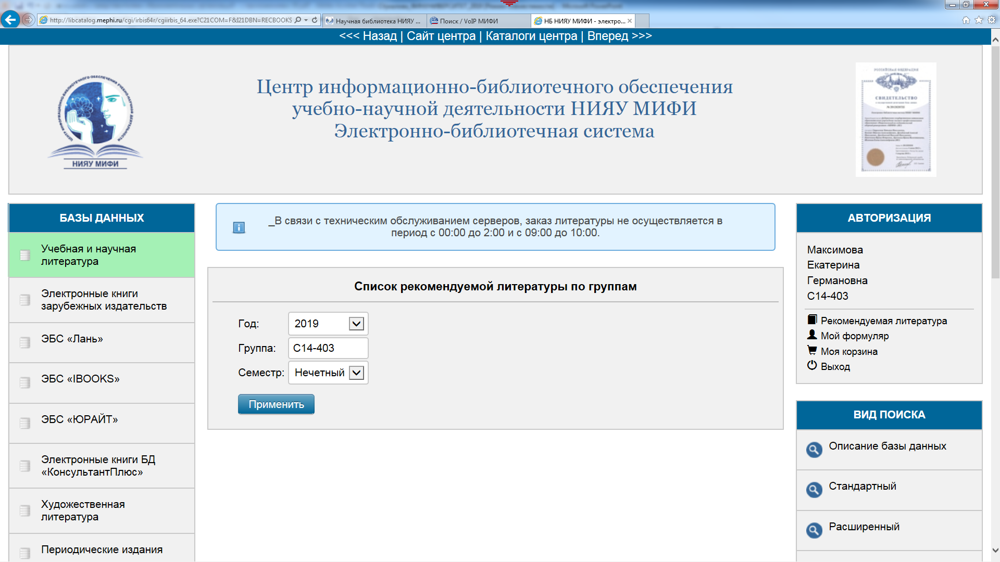 http://libcatalog.mephi.ru/cgi/irbis64r/cgiirbis_64.exe?C21COM=F&I21DBN=RECBOOKS
Научная библиотека НИЯУ ...
Поиск / VoIP МИФИ
НБ НИЯУ МИФИ - электро...
<<< Назад | Сайт центра | Каталоги центра | Вперед >>>
НИЯУ МИФИ
Центр информационно-библиотечного обеспечения
учебно-научной деятельности НИЯУ МИФИ
Электронно-библиотечная система
РОССИЙСКАЯ ФЕДЕРАЦИЯ
СВИДЕТЕЛЬСТВО
БАЗЫ ДАННЫХ
Учебная и научная
литература
Электронные книги
зарубежных издательств
ЭБС «Лань»
ЭБС «IBOOKS»
ЭБС «ЮРАЙТ»
Электронные книги БД
«КонсультантПлюс»
Художественная
литература
Периодические издания
_В связи с техническим обслуживанием серверов, заказ литературы не осуществляется в
период с 00:00 до 2:00 и с 09:00 до 10:00.
Список рекомендуемой литературы по группам
Год: 2019
Группа: С14-403
Семестр: Нечетный
Применить
АВТОРИЗАЦИЯ
Максимова
Екатерина
Германовна
С14-403
Рекомендуемая литература
Мой формуляр
Моя корзина
Выход
ВИД ПОИСКА
Описание базы данных
Стандартный
Расширенный